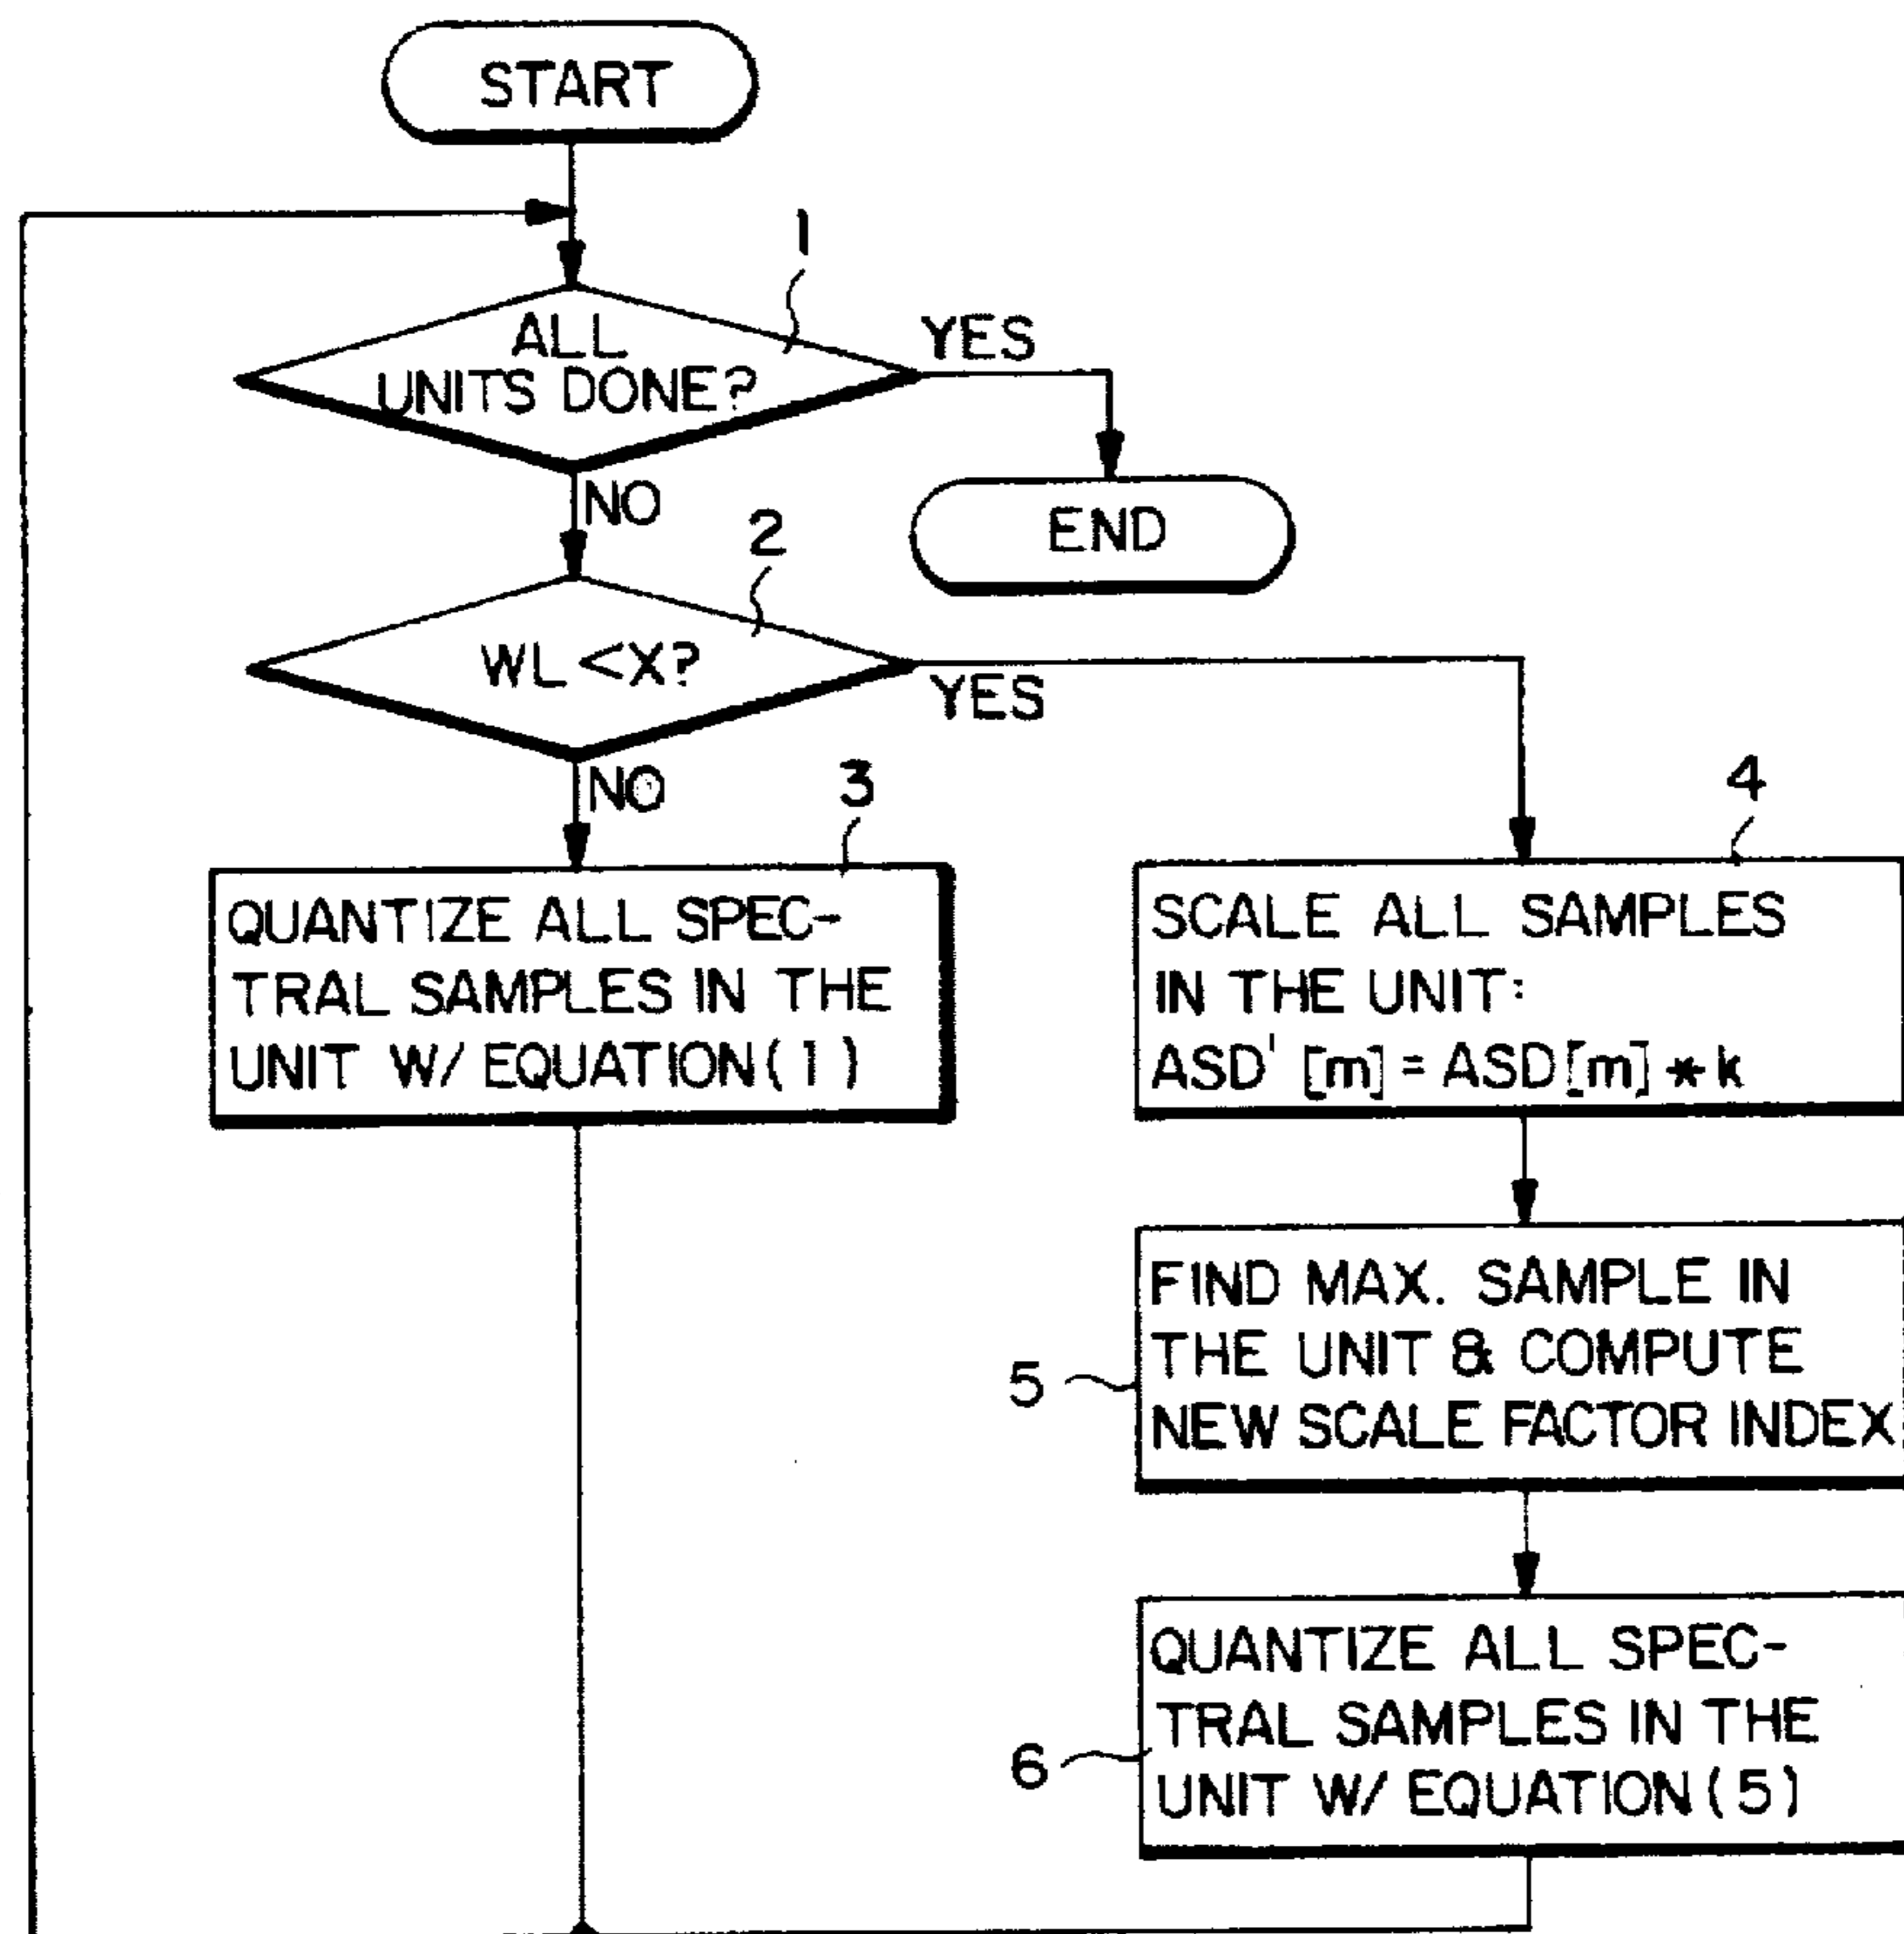 START
1
ALL
UNITS DONE?
YES
NO
END
2
WL <X?
YES
NO
3
QUANTIZE ALL SPEC-
TRAL SAMPLES IN THE
UNIT W/ EQUATION(1)
4
SCALE ALL SAMPLES
IN THE UNIT:
ASD' [m] = ASD[m] * k
5
FIND MAX. SAMPLE IN
THE UNIT & COMPUTE
NEW SCALE FACTOR INDEX
6
QUANTIZE ALL SPEC-
TRAL SAMPLES IN THE
UNIT W/ EQUATION(5)